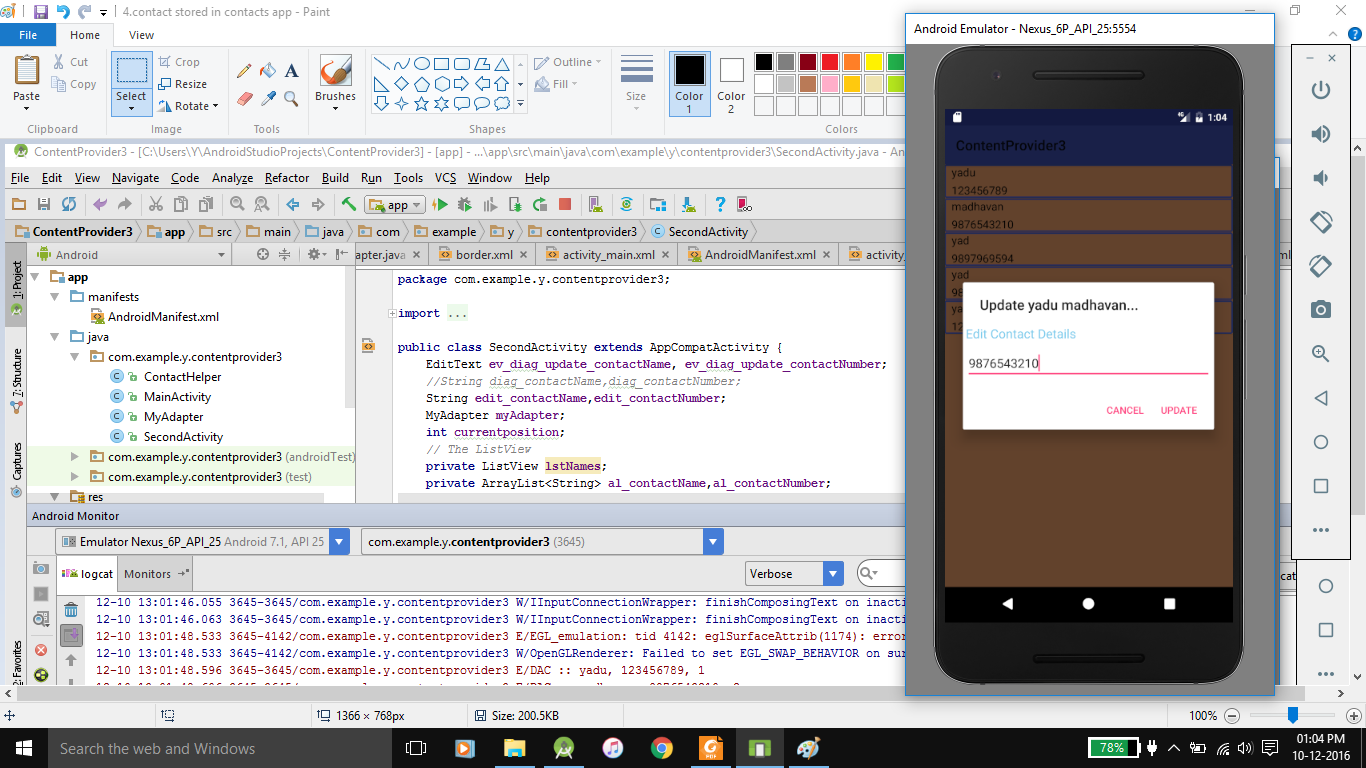 4.contact stored in contacts app - Paint
File Home View
Paste
Cut
Copy
Clipboard
Select
Crop
Resize
Rotate
Image
Tools
Brushes
Shapes
Outline
Fill
Size
Color 1
Color 2
Colors
ContentProvider3 - [C:\Users\Y\AndroidStudioProjects\ContentProvider3] - [app] - ...\app\src\main\java\com\example\y\contentprovider3\SecondActivity.java - An
File Edit View Navigate Code Analyze Refactor Build Run Tools VCS Window Help
app
ContentProvider3 app src main java com example y contentprovider3 SecondActivity
1: Project
7: Structure
Captures
Favorites
Android
app
manifests
AndroidManifest.xml
java
com.example.y.contentprovider3
ContactHelper
MainActivity
MyAdapter
SecondActivity
com.example.y.contentprovider3 (androidTest)
com.example.y.contentprovider3 (test)
res
apter.java border.xml activity_main.xml AndroidManifest.xml activity_
package com.example.y.contentprovider3;
import ...
public class SecondActivity extends AppCompatActivity {
EditText ev_diag_update_contactName, ev_diag_update_contactNumber;
//String diag_contactName,diag_contactNumber;
String edit_contactName,edit_contactNumber;
MyAdapter myAdapter;
int currentposition;
// The ListView
private ListView lstNames;
private ArrayList<String> al_contactName,al_contactNumber;
Android Monitor
Emulator Nexus_6P_API_25 Android 7.1, API 25
com.example.y.contentprovider3 (3645)
logcat Monitors
Verbose
cat
12-10 13:01:46.055 3645-3645/com.example.y.contentprovider3 W/IInputConnectionWrapper: finishComposingText on inacti
12-10 13:01:46.063 3645-3645/com.example.y.contentprovider3 W/IInputConnectionWrapper: finishComposingText on inacti
12-10 13:01:48.533 3645-4142/com.example.y.contentprovider3 E/EGL_emulation: tid 4142: eglSurfaceAttrib(1174): error
12-10 13:01:48.533 3645-4142/com.example.y.contentprovider3 W/OpenGLRenderer: Failed to set EGL_SWAP_BEHAVIOR on sur
12-10 13:01:48.596 3645-3645/com.example.y.contentprovider3 E/DAC :: yadu, 123456789, 1
Android Emulator - Nexus_6P_API_25:5554
1:04
ContentProvider3
yadu
123456789
madhavan
9876543210
yad
9897969594
yad
Update yadu madhavan...
Edit Contact Details
9876543210
CANCEL UPDATE
1366 × 768px
Size: 200.5KB
100%
Search the web and Windows
78%
01:04 PM
10-12-2016